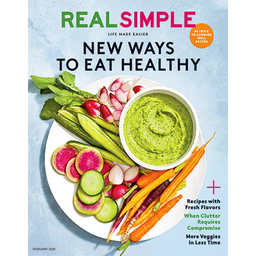 REAL SIMPLE
LIFE MADE EASIER
NEW WAYS
TO EAT HEALTHY
+
Recipes with
Fresh Flavors
When Clutter
Requires
Compromise
More Veggies
in Less Time